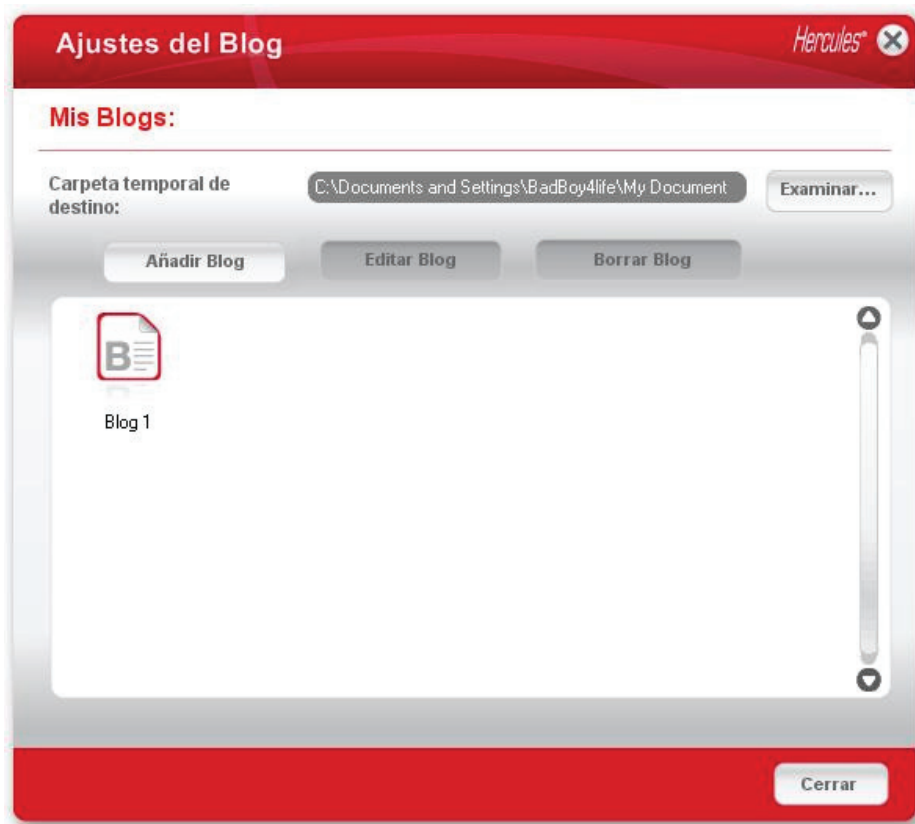 Ajustes del Blog
Hercules®
Mis Blogs:
Carpeta temporal de
destino:
C:\Documents and Settings\BadBoy4life\My Document
Examinar...
Añadir Blog
Editar Blog
Borrar Blog
B
Blog 1
Cerrar